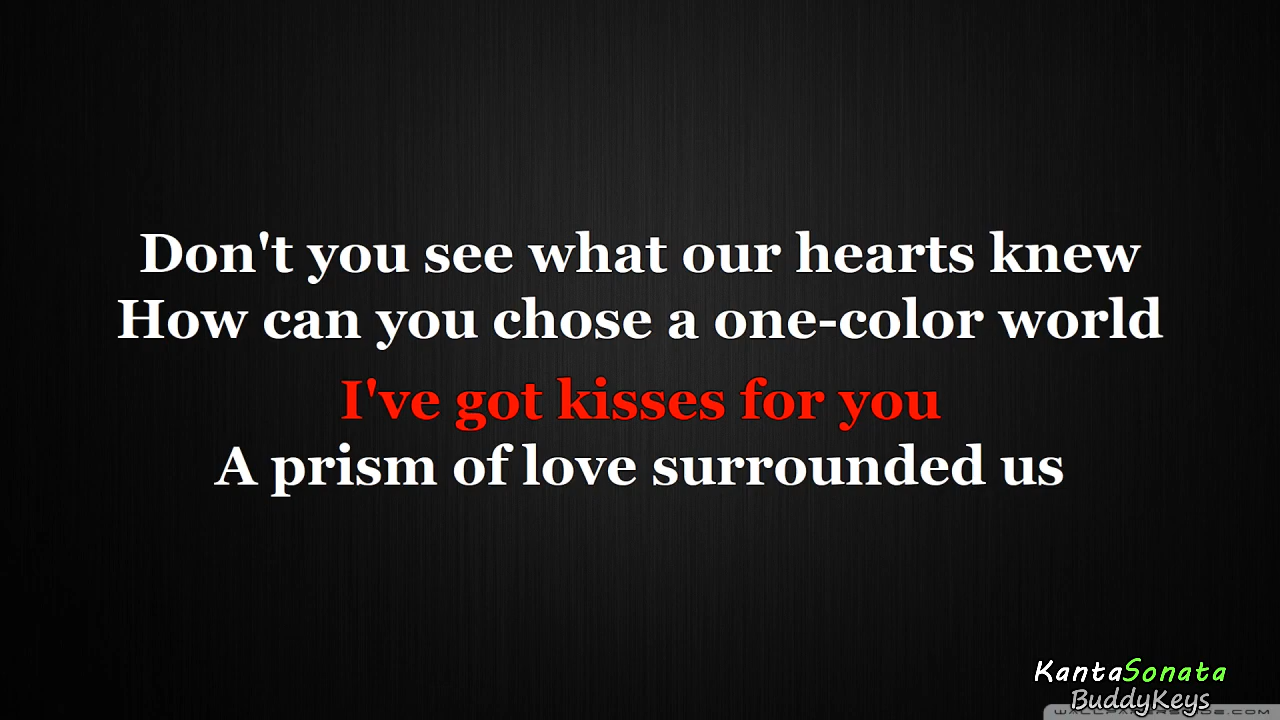 Don't you see what our hearts knew
How can you chose a one-color world
I've got kisses for you
A prism of love surrounded us
KantaSonata
BuddyKeys